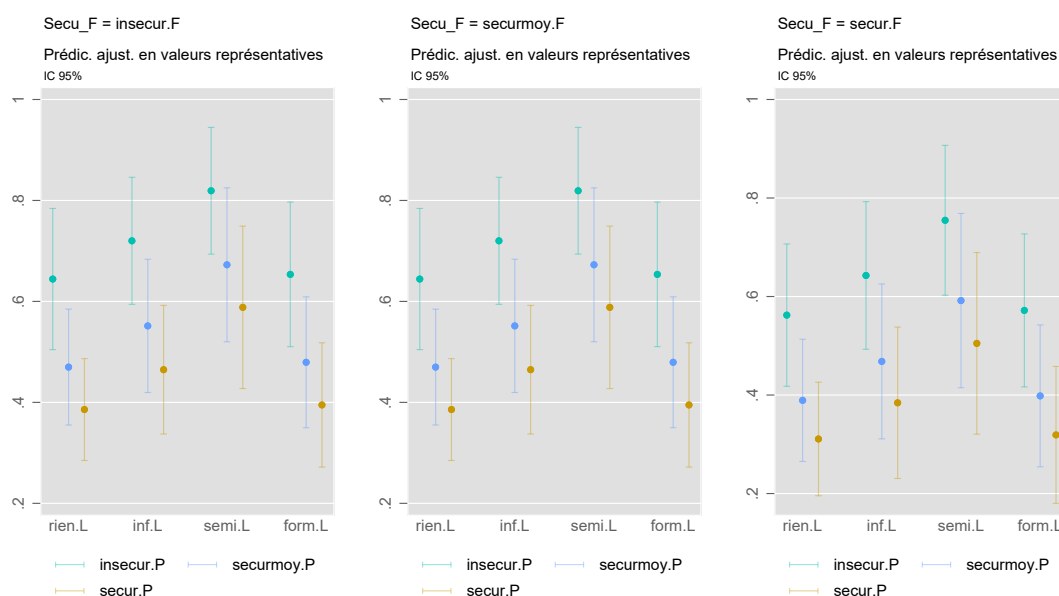 Secu_F = insecur.F
Prédic. ajust. en valeurs représentatives
IC 95%
1
.8
.6
.4
.2
rien.L inf.L semi.L form.L
insecur.P securmoy.P
secur.P
Secu_F = securmoy.F
Prédic. ajust. en valeurs représentatives
IC 95%
1
.8
.6
.4
.2
rien.L inf.L semi.L form.L
insecur.P securmoy.P
secur.P
Secu_F = secur.F
Prédic. ajust. en valeurs représentatives
IC 95%
1
.8
.6
.4
.2
rien.L inf.L semi.L form.L
insecur.P securmoy.P
secur.P